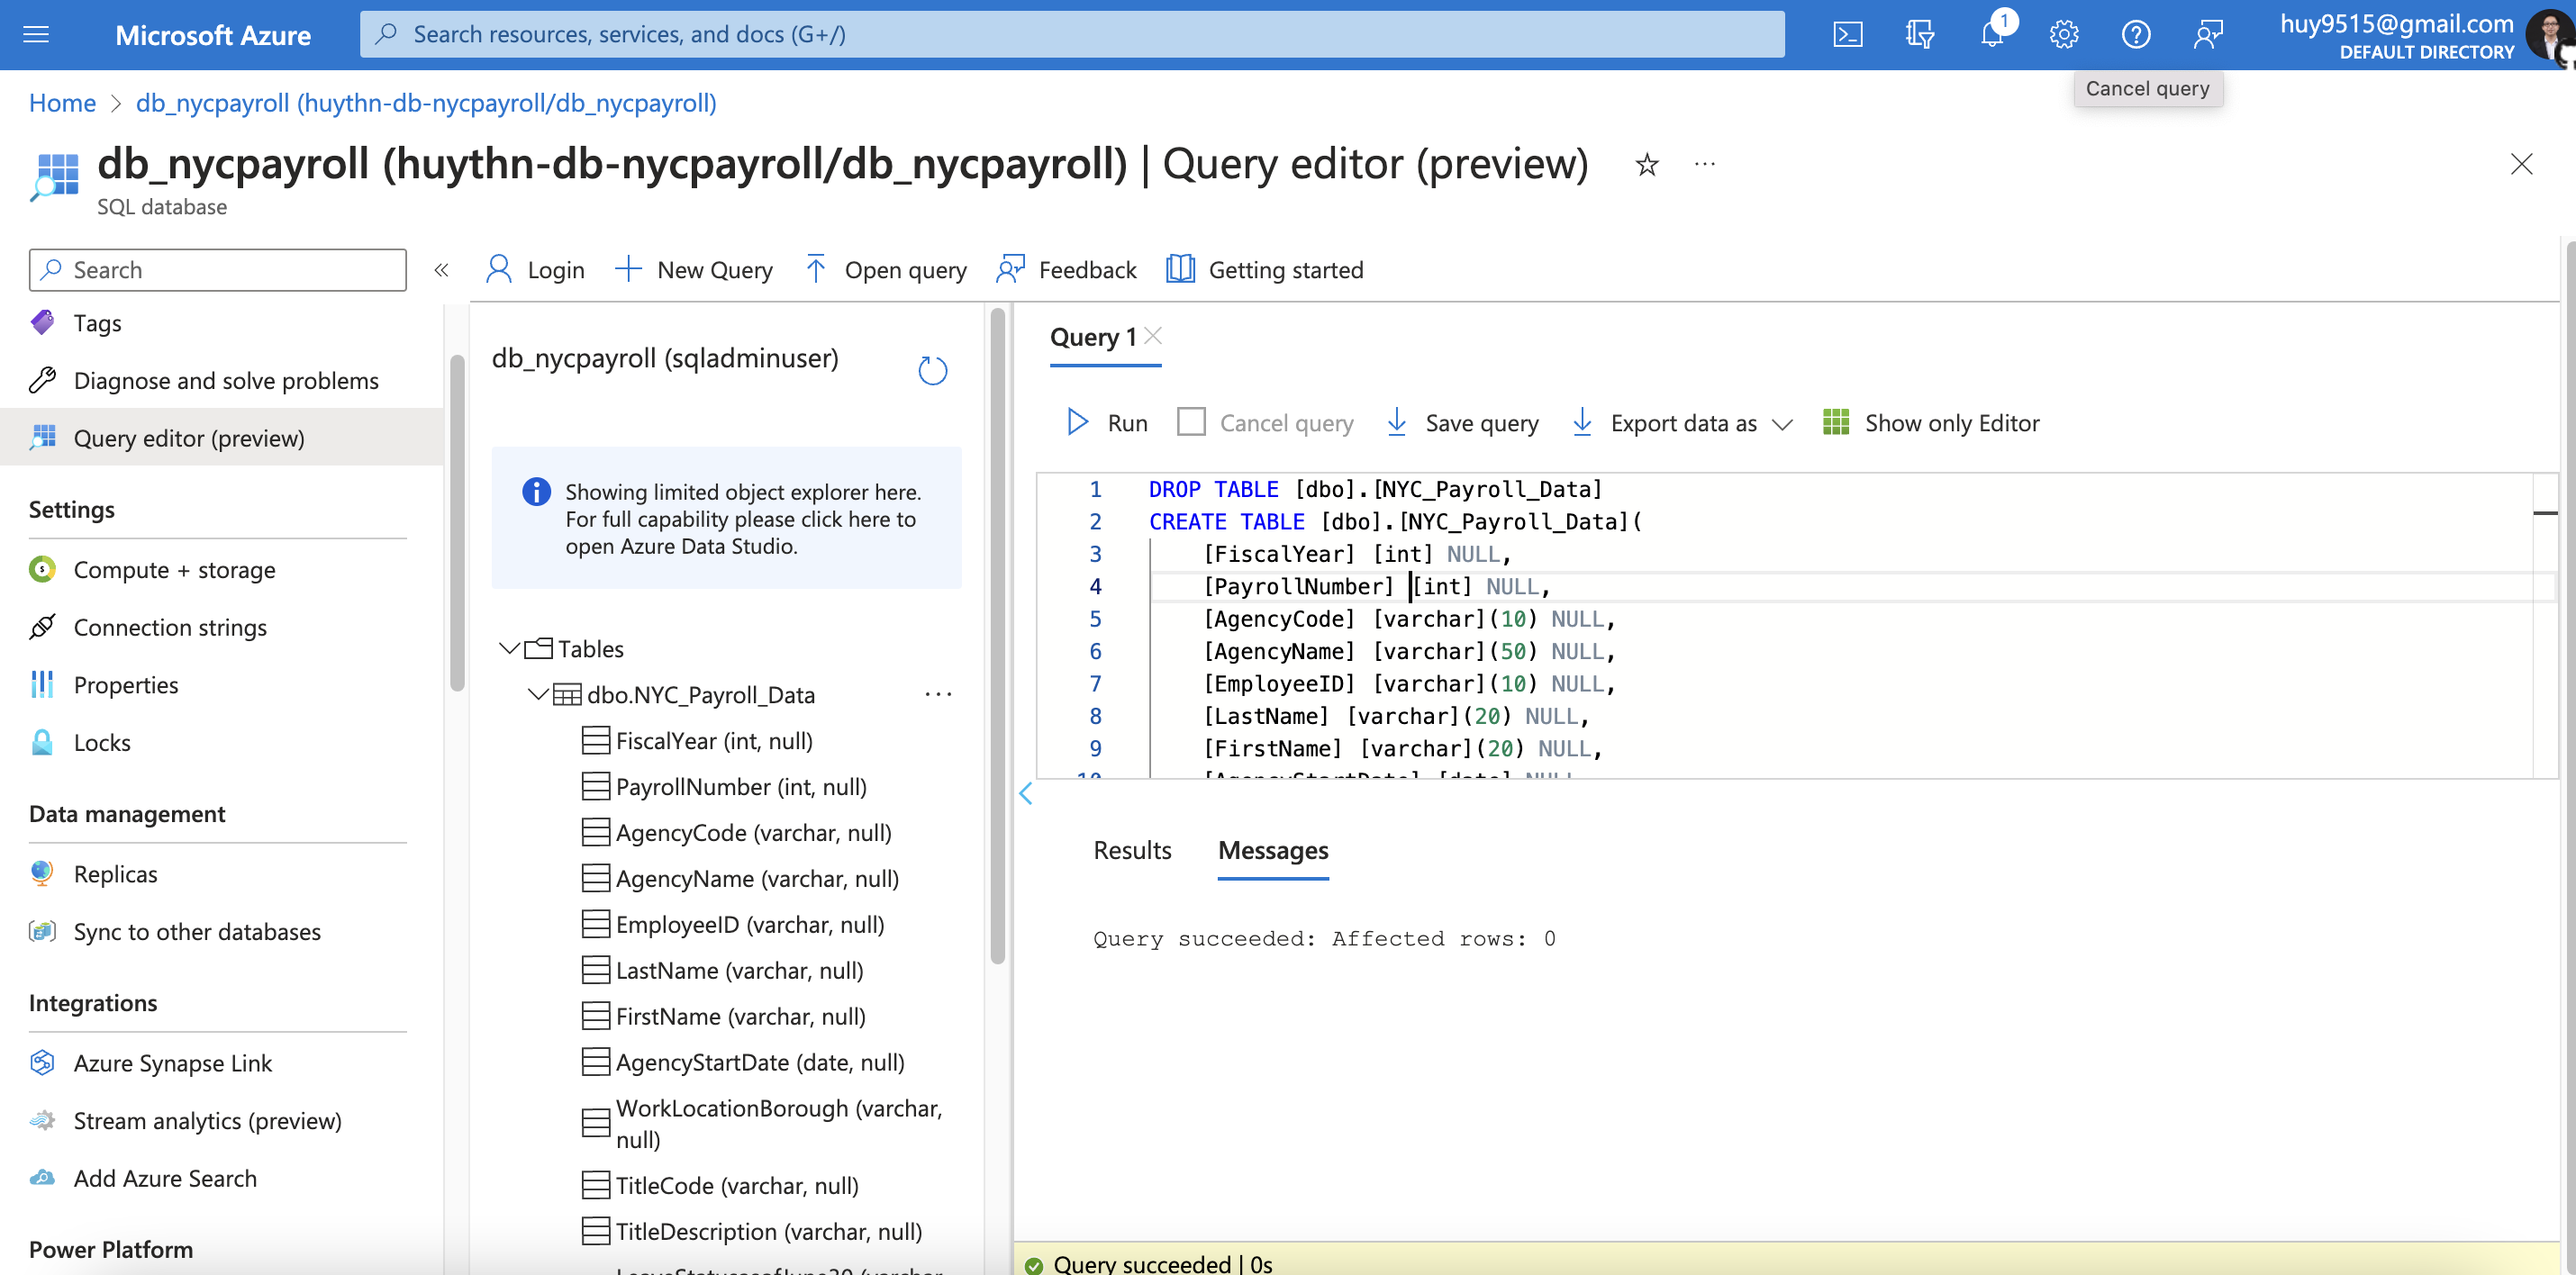 Microsoft Azure
Search resources, services, and docs (G+/)
1
huy9515@gmail.com
DEFAULT DIRECTORY
Cancel query
Home > db_nycpayroll (huythn-db-nycpayroll/db_nycpayroll)
db_nycpayroll (huythn-db-nycpayroll/db_nycpayroll) | Query editor (preview)
SQL database
Search
Tags
Diagnose and solve problems
Query editor (preview)
Settings
Compute + storage
Connection strings
Properties
Locks
Data management
Replicas
Sync to other databases
Integrations
Azure Synapse Link
Stream analytics (preview)
Add Azure Search
Power Platform
Login
New Query
Open query
Feedback
Getting started
db_nycpayroll (sqladminuser)
Showing limited object explorer here.
For full capability please click here to
open Azure Data Studio.
Tables
dbo.NYC_Payroll_Data
FiscalYear (int, null)
PayrollNumber (int, null)
AgencyCode (varchar, null)
AgencyName (varchar, null)
EmployeeID (varchar, null)
LastName (varchar, null)
FirstName (varchar, null)
AgencyStartDate (date, null)
WorkLocationBorough (varchar,
null)
TitleCode (varchar, null)
TitleDescription (varchar, null)
LeaveStatusasofJune30 (varchar,
Query 1
Run
Cancel query
Save query
Export data as
Show only Editor
1 DROP TABLE [dbo].[NYC_Payroll_Data]
2 CREATE TABLE [dbo].[NYC_Payroll_Data](
3 [FiscalYear] [int] NULL,
4 [PayrollNumber] [int] NULL,
5 [AgencyCode] [varchar](10) NULL,
6 [AgencyName] [varchar](50) NULL,
7 [EmployeeID] [varchar](10) NULL,
8 [LastName] [varchar](20) NULL,
9 [FirstName] [varchar](20) NULL,
10 [AgencyStartDate] [date] NULL
Results
Messages
Query succeeded: Affected rows: 0
Query succeeded | 0s